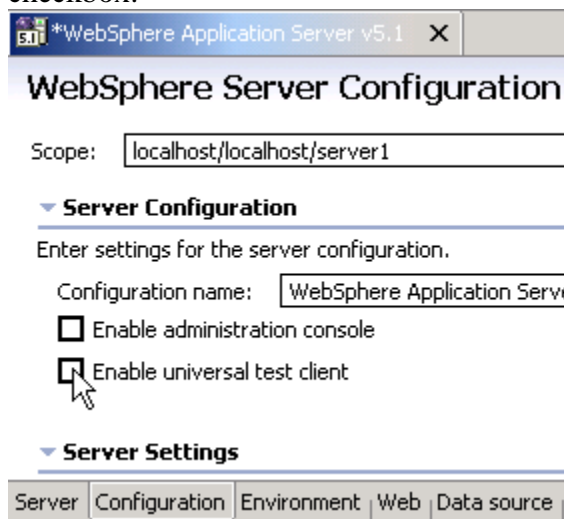 checkbox.
*WebSphere Application Server v5.1
WebSphere Server Configuration
Scope: localhost/localhost/server1
Server Configuration
Enter settings for the server configuration.
Configuration name: WebSphere Application
Enable administration console
Enable universal test client
Server Settings
Server Configuration Environment Web Data source